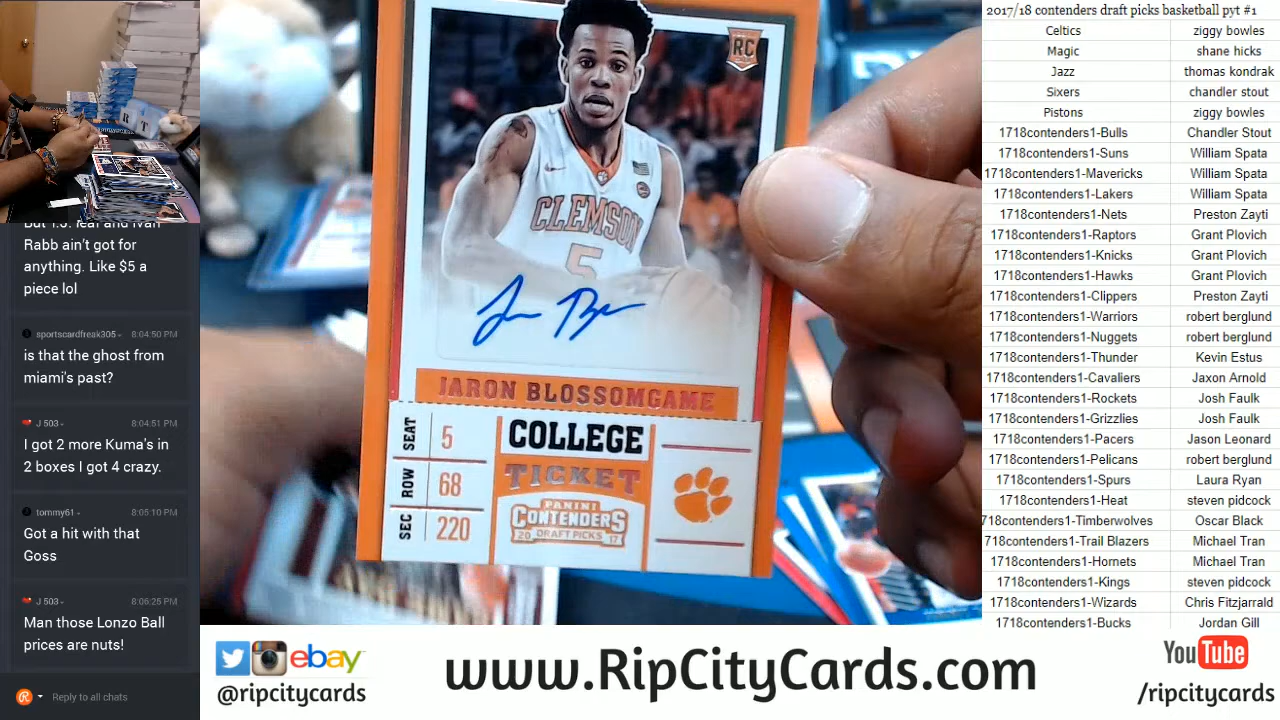 Rabb ain't got for
anything. Like $5 a
piece lol
sportscardfreak305 8:04:50 PM
is that the ghost from
miami's past?
J 503 8:04:51 PM
I got 2 more Kuma's in
2 boxes I got 4 crazy.
tommy61 8:05:10 PM
Got a hit with that
Goss
J 503 8:06:25 PM
Man those Lonzo Ball
prices are nuts!
Reply to all chats
RC
CLEMSON
5
JARON BLOSSOMGAME
SEAT 5
ROW 68
SEC 220
COLLEGE
TICKET
PANINI
CONTENDERS
20 DRAFT PICKS 17
2017/18 contenders draft picks basketball pyt #1
Celtics ziggy bowles
Magic shane hicks
Jazz thomas kondrak
Sixers chandler stout
Pistons ziggy bowles
1718contenders1-Bulls Chandler Stout
1718contenders1-Suns William Spata
1718contenders1-Mavericks William Spata
1718contenders1-Lakers William Spata
1718contenders1-Nets Preston Zayti
1718contenders1-Raptors Grant Plovich
1718contenders1-Knicks Grant Plovich
1718contenders1-Hawks Grant Plovich
1718contenders1-Clippers Preston Zayti
1718contenders1-Warriors robert berglund
1718contenders1-Nuggets robert berglund
1718contenders1-Thunder Kevin Estus
1718contenders1-Cavaliers Jaxon Arnold
1718contenders1-Rockets Josh Faulk
1718contenders1-Grizzlies Josh Faulk
1718contenders1-Pacers Jason Leonard
1718contenders1-Pelicans robert berglund
1718contenders1-Spurs Laura Ryan
1718contenders1-Heat steven pidcock
718contenders1-Timberwolves Oscar Black
718contenders1-Trail Blazers Michael Tran
1718contenders1-Hornets Michael Tran
1718contenders1-Kings steven pidcock
1718contenders1-Wizards Chris Fitzjarrald
1718contenders1-Bucks Jordan Gill
ebay
@ripcitycards
www.RipCityCards.com
YouTube
/ripcitycards